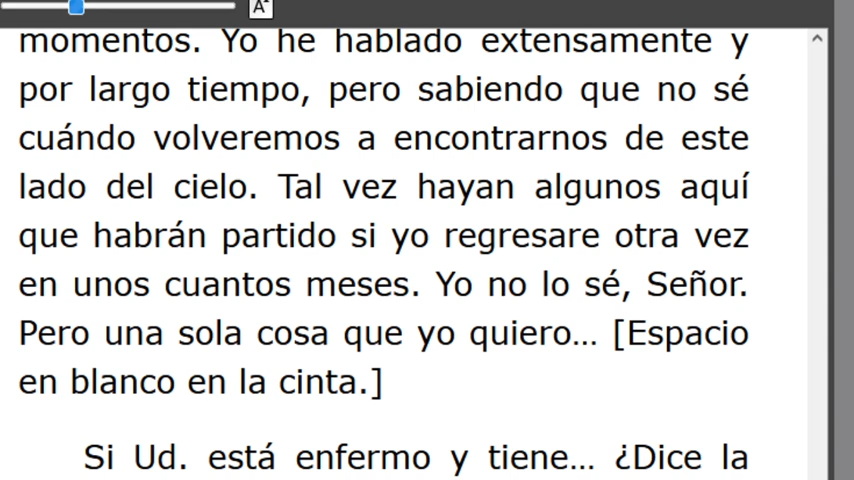 A
momentos. Yo he hablado extensamente y
por largo tiempo, pero sabiendo que no sé
cuándo volveremos a encontrarnos de este
lado del cielo. Tal vez hayan algunos aquí
que habrán partido si yo regresare otra vez
en unos cuantos meses. Yo no lo sé, Señor.
Pero una sola cosa que yo quiero... [Espacio
en blanco en la cinta.]
Si Ud. está enfermo y tiene... ¿Dice la